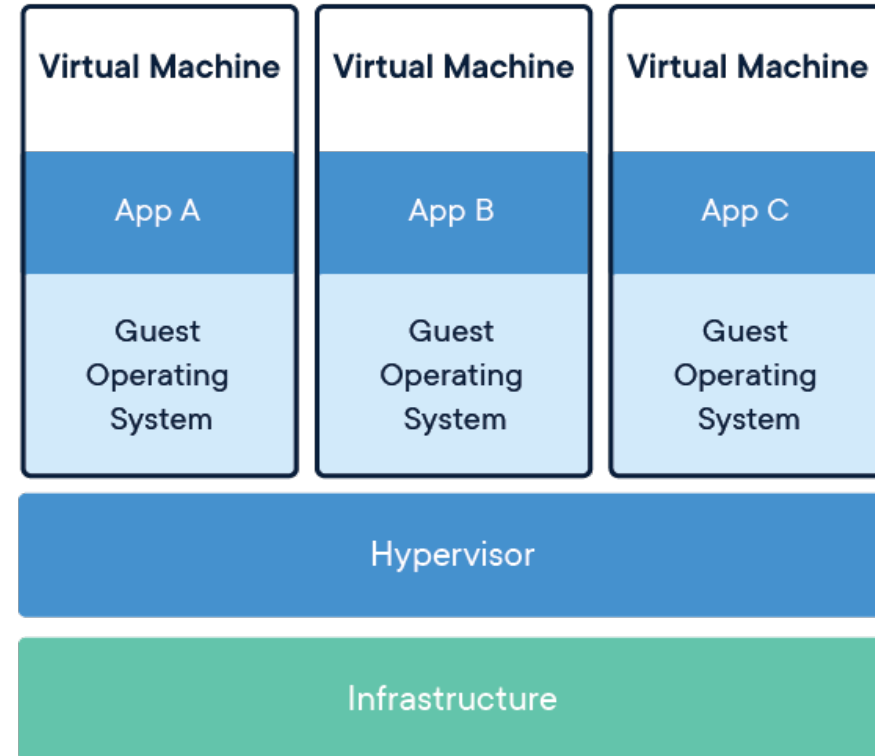 Virtual Machine
Virtual Machine
Virtual Machine
App A
App B
App C
Guest
Operating
System
Guest
Operating
System
Guest
Operating
System
Hypervisor
Infrastructure